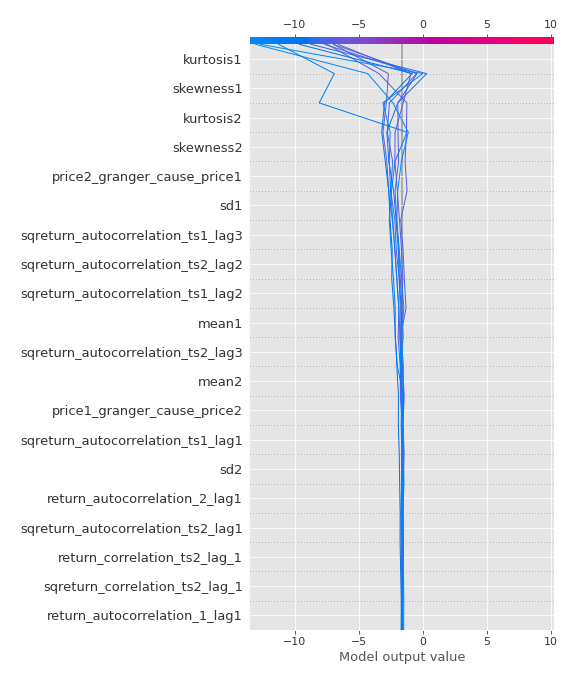 −10 −5 0 5 10
kurtosis1
skewness1
kurtosis2
skewness2
price2_granger_cause_price1
sd1
sqreturn_autocorrelation_ts1_lag3
sqreturn_autocorrelation_ts2_lag2
sqreturn_autocorrelation_ts1_lag2
mean1
sqreturn_autocorrelation_ts2_lag3
mean2
price1_granger_cause_price2
sqreturn_autocorrelation_ts1_lag1
sd2
return_autocorrelation_2_lag1
sqreturn_autocorrelation_ts2_lag1
return_correlation_ts2_lag_1
sqreturn_correlation_ts2_lag_1
return_autocorrelation_1_lag1
−10 −5 0 5 10
Model output value